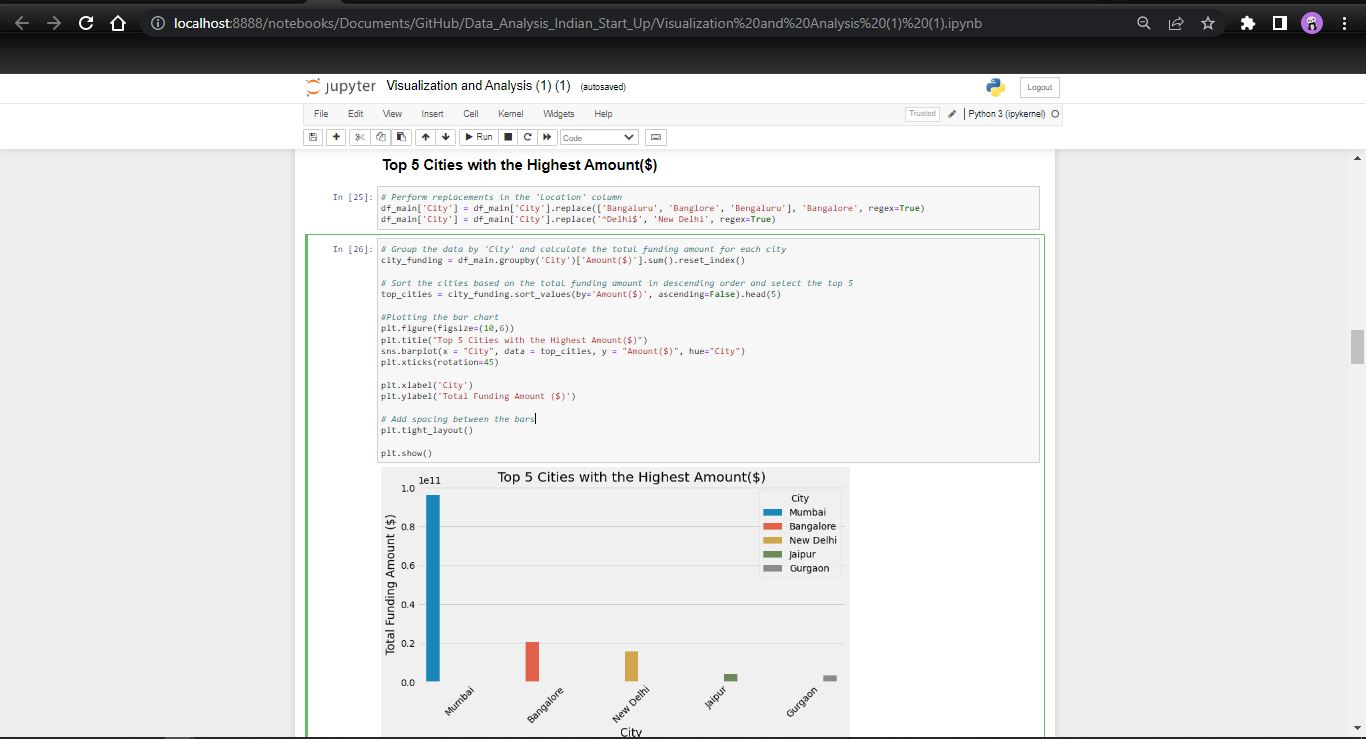 localhost:8888/notebooks/Documents/GitHub/Data_Analysis_Indian_Start_Up/Visualization%20and%20Analysis%20(1)%20(1).ipynb
jupyter Visualization and Analysis (1) (1) (autosaved) Logout
File Edit View Insert Cell Kernel Widgets Help Trusted Python 3 (ipykernel)
Run Code
Top 5 Cities with the Highest Amount($)
In [25]: # Perform replacements in the 'Location' column
df_main['City'] = df_main['City'].replace(['Bangaluru', 'Banglore', 'Bengaluru'], 'Bangalore', regex=True)
df_main['City'] = df_main['City'].replace('^Delhi$', 'New Delhi', regex=True)
In [26]: # Group the data by 'City' and calculate the total funding amount for each city
city_funding = df_main.groupby('City')['Amount($)'].sum().reset_index()
# Sort the cities based on the total funding amount in descending order and select the top 5
top_cities = city_funding.sort_values(by='Amount($)', ascending=False).head(5)
#Plotting the bar chart
plt.figure(figsize=(10,6))
plt.title("Top 5 Cities with the Highest Amount($)")
sns.barplot(x = "City", data = top_cities, y = "Amount($)", hue="City")
plt.xticks(rotation=45)
plt.xlabel('City')
plt.ylabel('Total Funding Amount ($)')
# Add spacing between the bars
plt.tight_layout()
plt.show()
Top 5 Cities with the Highest Amount($)
1e11
1.0
0.8
0.6
0.4
0.2
0.0
Total Funding Amount ($)
City
Mumbai
Bangalore
New Delhi
Jaipur
Gurgaon
Mumbai
Bangalore
New Delhi
Jaipur
Gurgaon
City